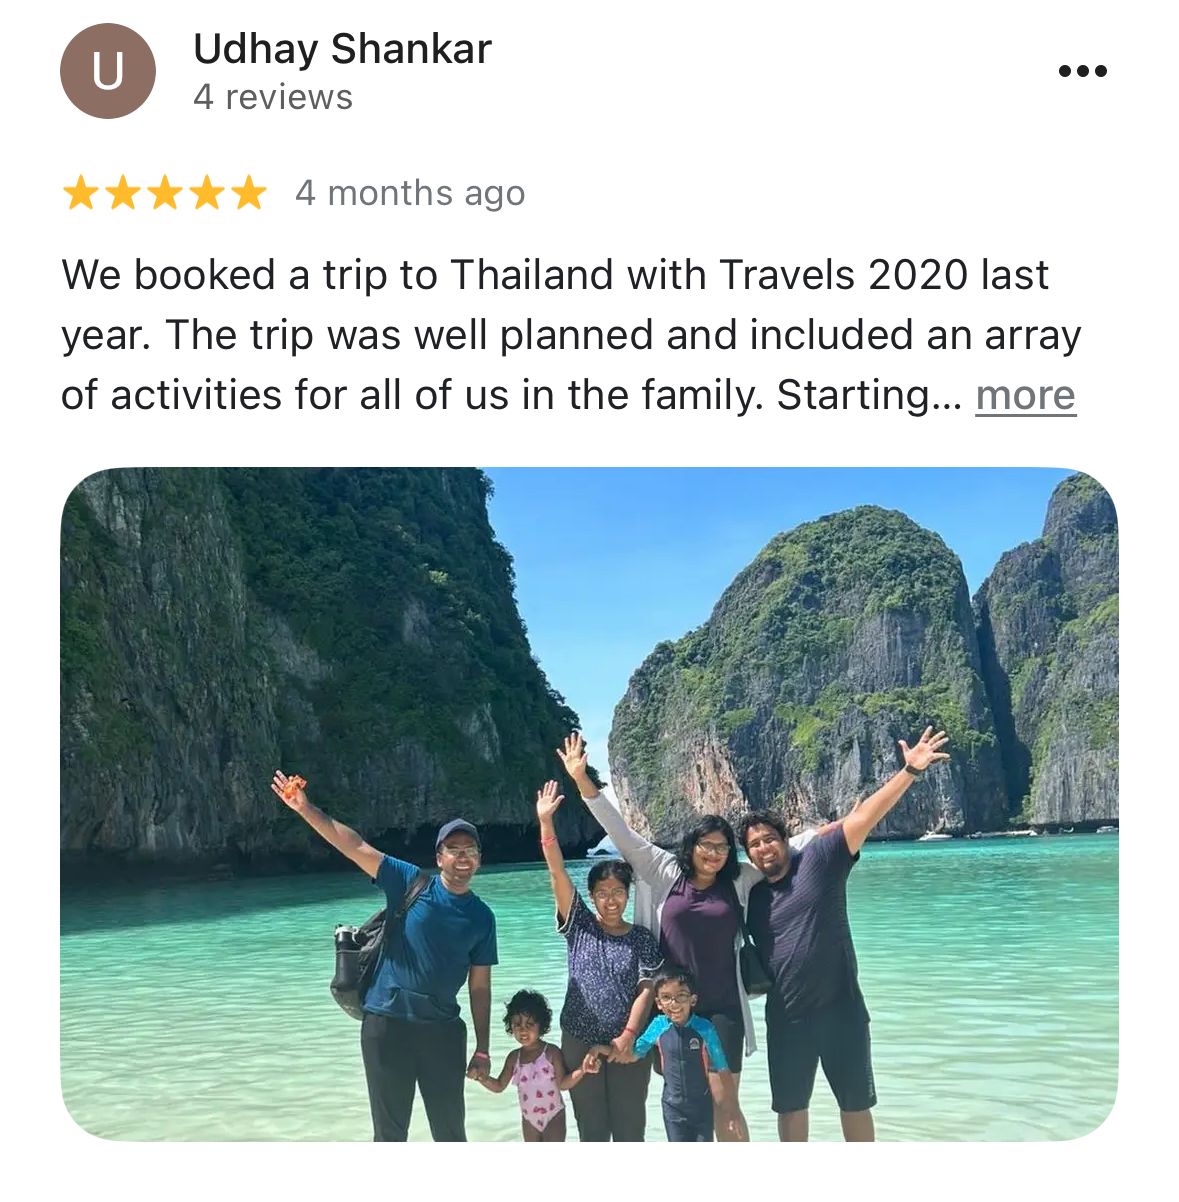 U
Udhay Shankar
4 reviews
4 months ago
We booked a trip to Thailand with Travels 2020 last
year. The trip was well planned and included an array
of activities for all of us in the family. Starting... more